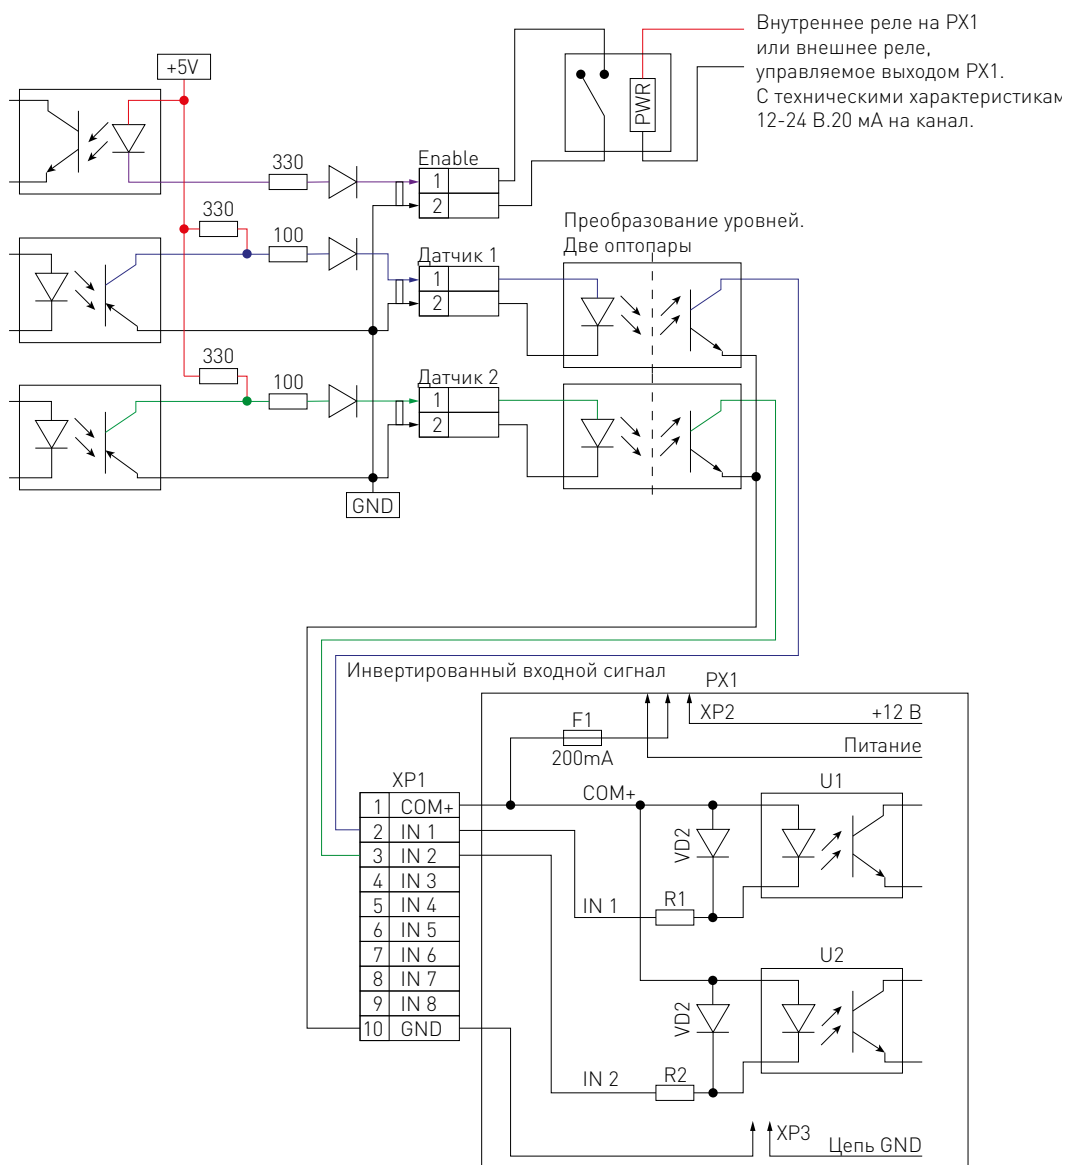 Внутреннее реле на PX1
или внешнее реле,
управляемое выходом PX1.
С техническими характеристикам
12-24 В.20 мА на канал.
+5V
PWR
330
Enable
1
2
330
100
Датчик 1
1
2
Преобразование уровней.
Две оптопары
330
100
Датчик 2
1
2
GND
Инвертированный входной сигнал
PX1
XP2
+12 В
F1
200mA
Питание
XP1
COM+
U1
1 COM+
2 IN 1
3 IN 2
4 IN 3
5 IN 4
6 IN 5
7 IN 6
8 IN 7
9 IN 8
10 GND
VD2
IN 1
R1
U2
VD2
IN 2
R2
XP3
Цепь GND